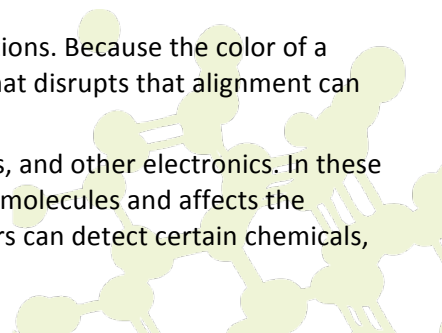 ions. Because the color of a
hat disrupts that alignment can
s, and other electronics. In these
molecules and affects the
rs can detect certain chemicals,